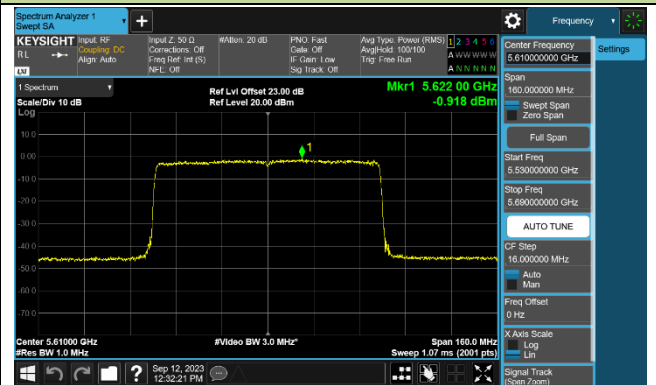 Spectrum Analyzer 1
Swept SA
+
Frequency
KEYSIGHT
RL
LXI
Input: RF
Coupling: DC
Align: Auto
Input Z: 50 Ω
Corrections: Off
Freq Ref: Int (S)
NFE: Off
#Atten: 20 dB
PNO: Fast
Gate: Off
IF Gain: Low
Sig Track: Off
Avg Type: Power (RMS)
Avg|Hold: 100/100
Trig: Free Run
1 2 3 4 5 6
A W W W W W
A N N N N N
1 Spectrum
Scale/Div 10 dB
Log
Ref Lvl Offset 23.00 dB
Ref Level 20.00 dBm
Mkr1 5.622 00 GHz
-0.918 dBm
10.0
0.00
-10.0
-20.0
-30.0
-40.0
-50.0
-60.0
-70.0
1
Center 5.61000 GHz
#Res BW 1.0 MHz
#Video BW 3.0 MHz*
Span 160.0 MHz
Sweep 1.07 ms (2001 pts)
Sep 12, 2023
12:32:21 PM
?
Center Frequency
5.610000000 GHz
Settings
Span
160.000000 MHz
Swept Span
Zero Span
Full Span
Start Freq
5.530000000 GHz
Stop Freq
5.690000000 GHz
AUTO TUNE
CF Step
16.000000 MHz
Auto
Man
Freq Offset
0 Hz
X Axis Scale
Log
Lin
Signal Track
(Span Zoom)